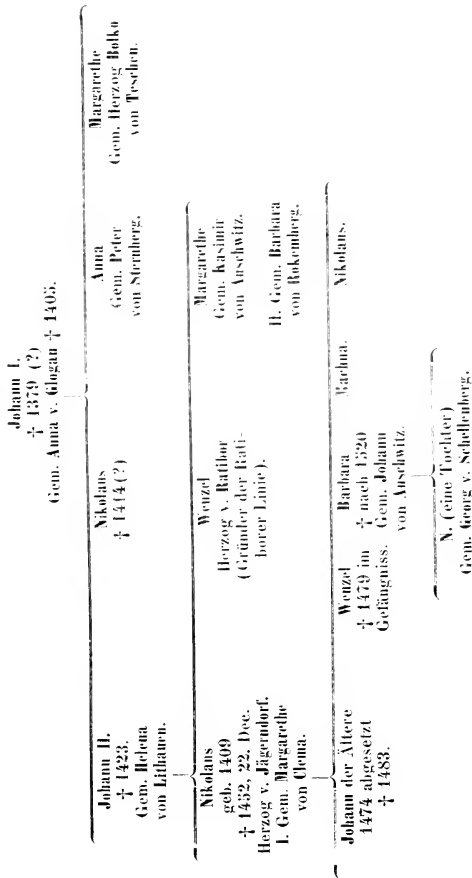 Johann I.
† 1379 (?)
Gem. Anna v. Glogau † 1405.
Johann II.
† 1423.
Gem. Helena
von Lithauen.
Nikolaus
† 1414(?)
Anna
Gem. Peter
von Sternberg.
Margarethe
Gem. Herzog Bolko
von Teschen.
Nikolaus
geb. 1409
† 1452, 22. Dec.
Herzog v. Jägerndorf.
I. Gem. Margarethe
von Clema.
Wenzel
Herzog v. Ratibor
(Gründer der Rati-
borer Linie).
Margarethe
Gem. Kasimir
von Auschwitz.
II. Gem. Barbara
von Rokemberg.
Johann der Ältere
1474 abgesetzt
† 1483.
Wenzel
† 1479 im
Gefängniss.
Barbara
† nach 1520
Gem. Johann
von Auschwitz.
Machna.
Nikolaus.
N. (eine Tochter)
Gem. Georg v. Schellenberg.